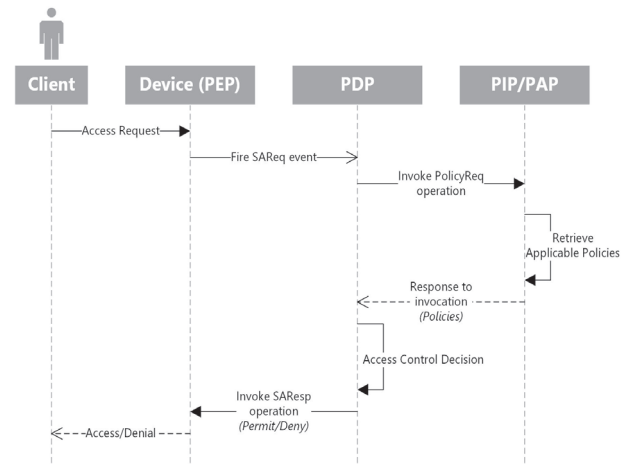 Client
Device (PEP)
PDP
PIP/PAP
Access Request
Fire SAReq event
Invoke PolicyReq
operation
Retrieve
Applicable Policies
Response to
invocation
(Policies)
Access Control Decision
Invoke SAResp
operation
(Permit/Deny)
Access/Denial